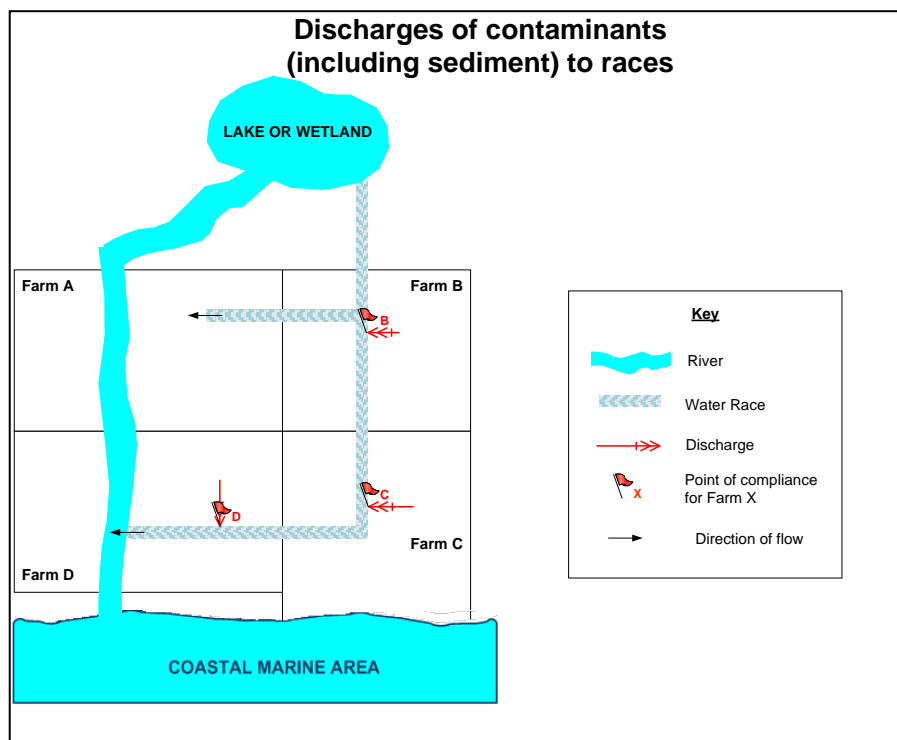 Discharges of contaminants
(including sediment) to races
LAKE OR WETLAND
Farm A
Farm B
B
C
D
Farm C
Farm D
COASTAL MARINE AREA
Key
River
Water Race
Discharge
X
Point of compliance
for Farm X
Direction of flow